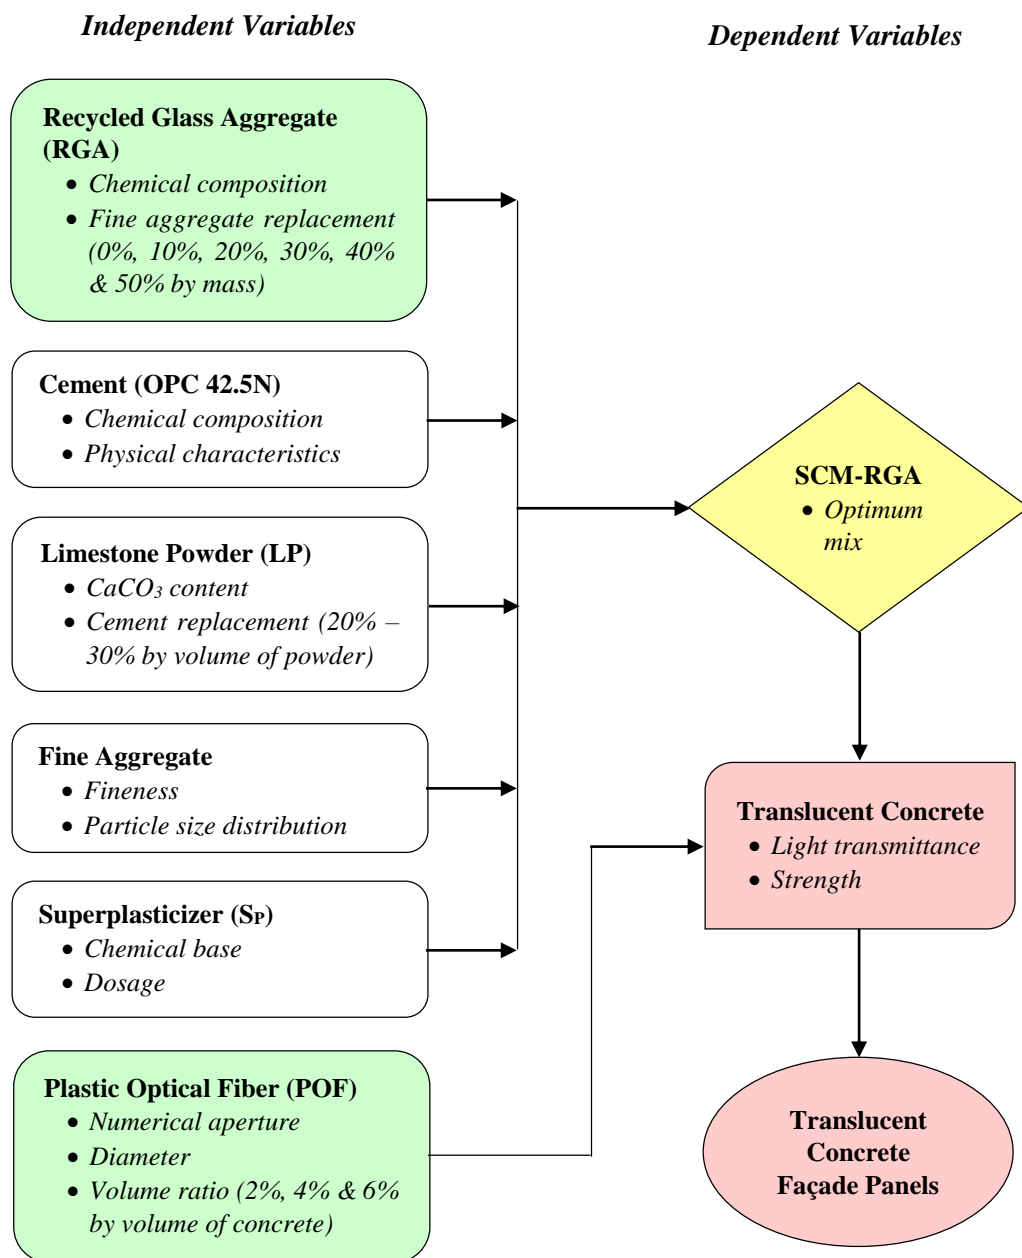 Independent Variables
Dependent Variables
Recycled Glass Aggregate
(RGA)
• Chemical composition
• Fine aggregate replacement
(0%, 10%, 20%, 30%, 40%
& 50% by mass)
Cement (OPC 42.5N)
• Chemical composition
• Physical characteristics
Limestone Powder (LP)
• CaCO₃ content
• Cement replacement (20% –
30% by volume of powder)
Fine Aggregate
• Fineness
• Particle size distribution
Superplasticizer (SP)
• Chemical base
• Dosage
Plastic Optical Fiber (POF)
• Numerical aperture
• Diameter
• Volume ratio (2%, 4% & 6%
by volume of concrete)
SCM-RGA
• Optimum
mix
Translucent Concrete
• Light transmittance
• Strength
Translucent
Concrete
Façade Panels